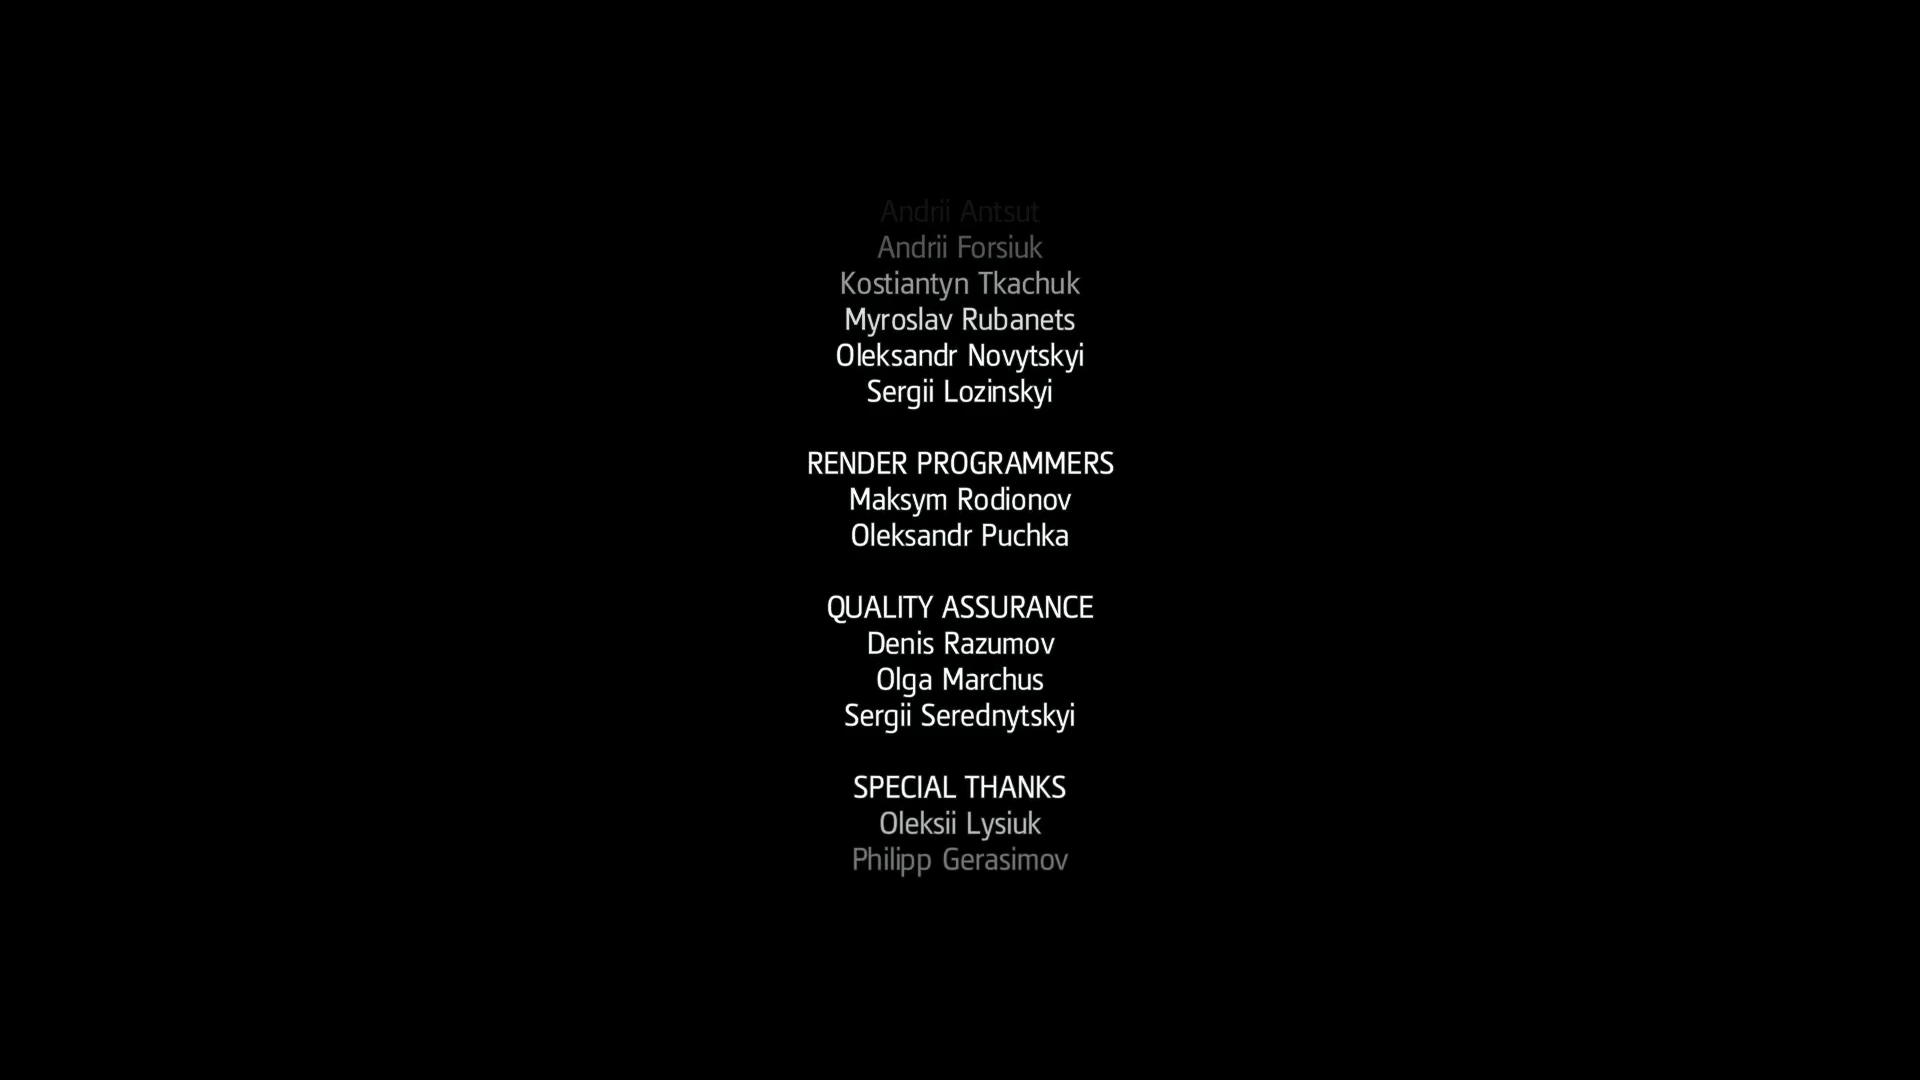 Andrii Antsut
Andrii Forsiuk
Kostiantyn Tkachuk
Myroslav Rubanets
Oleksandr Novytskyi
Sergii Lozinskyi
RENDER PROGRAMMERS
Maksym Rodionov
Oleksandr Puchka
QUALITY ASSURANCE
Denis Razumov
Olga Marchus
Sergii Serednytskyi
SPECIAL THANKS
Oleksii Lysiuk
Philipp Gerasimov